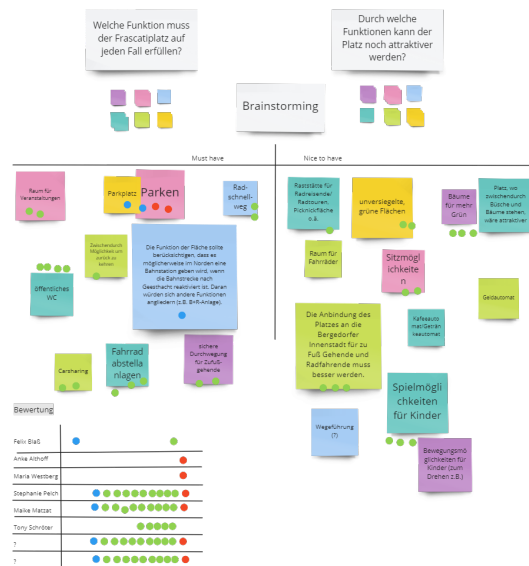 Welche Funktion muss
der Frascatiplatz auf
jeden Fall erfüllen?
Durch welche
Funktionen kann der
Platz noch attraktiver
werden?
Brainstorming
Must have
Nice to have
Raum für
Veranstaltungen
Parkplatz
Parken
Rad-
schnell-
weg
Zwischendurch
Möglichkeit um
zurück zu
kehren
Die Funktion der Fläche sollte
berücksichtigen, dass es
möglicherweise im Norden eine
Bahnstation geben wird, wenn
die Bahnstrecke nach
Geesthacht reaktiviert ist. Daran
würden sich andere Funktionen
angliedern (z.B. B+R-Anlage).
öffentliches
WC
Carsharing
Fahrrad
abstella
nlagen
sichere
Durchwegung
für Zufuß-
gehende
Raststätte für
Radreisende/
Radtouren,
Picknickfläche
o.ä.
unversiegelte,
grüne Flächen
Bäume
für mehr
Grün
Platz, wo
zwischendurch
Büsche und
Bäume stehen,
wäre attraktiver
Raum für
Fahrräder
Sitzmögl
ichkeite
n
Geldautomat
Die Anbindung des
Platzes an die
Bergedorfer
Innenstadt für zu
Fuß Gehende und
Radfahrende muss
besser werden.
Kafeeauto
mat/Geträn
keautomat
Spielmögli
chkeiten
für Kinder
Wegeführung
(?)
Bewegungsmö
glichkeiten für
Kinder (zum
Drehen z.B.)
Bewertung
Felix Blaß
Anke Althoff
Maria Westberg
Stephanie Pelch
Maike Matzat
Tony Schröter
?
?